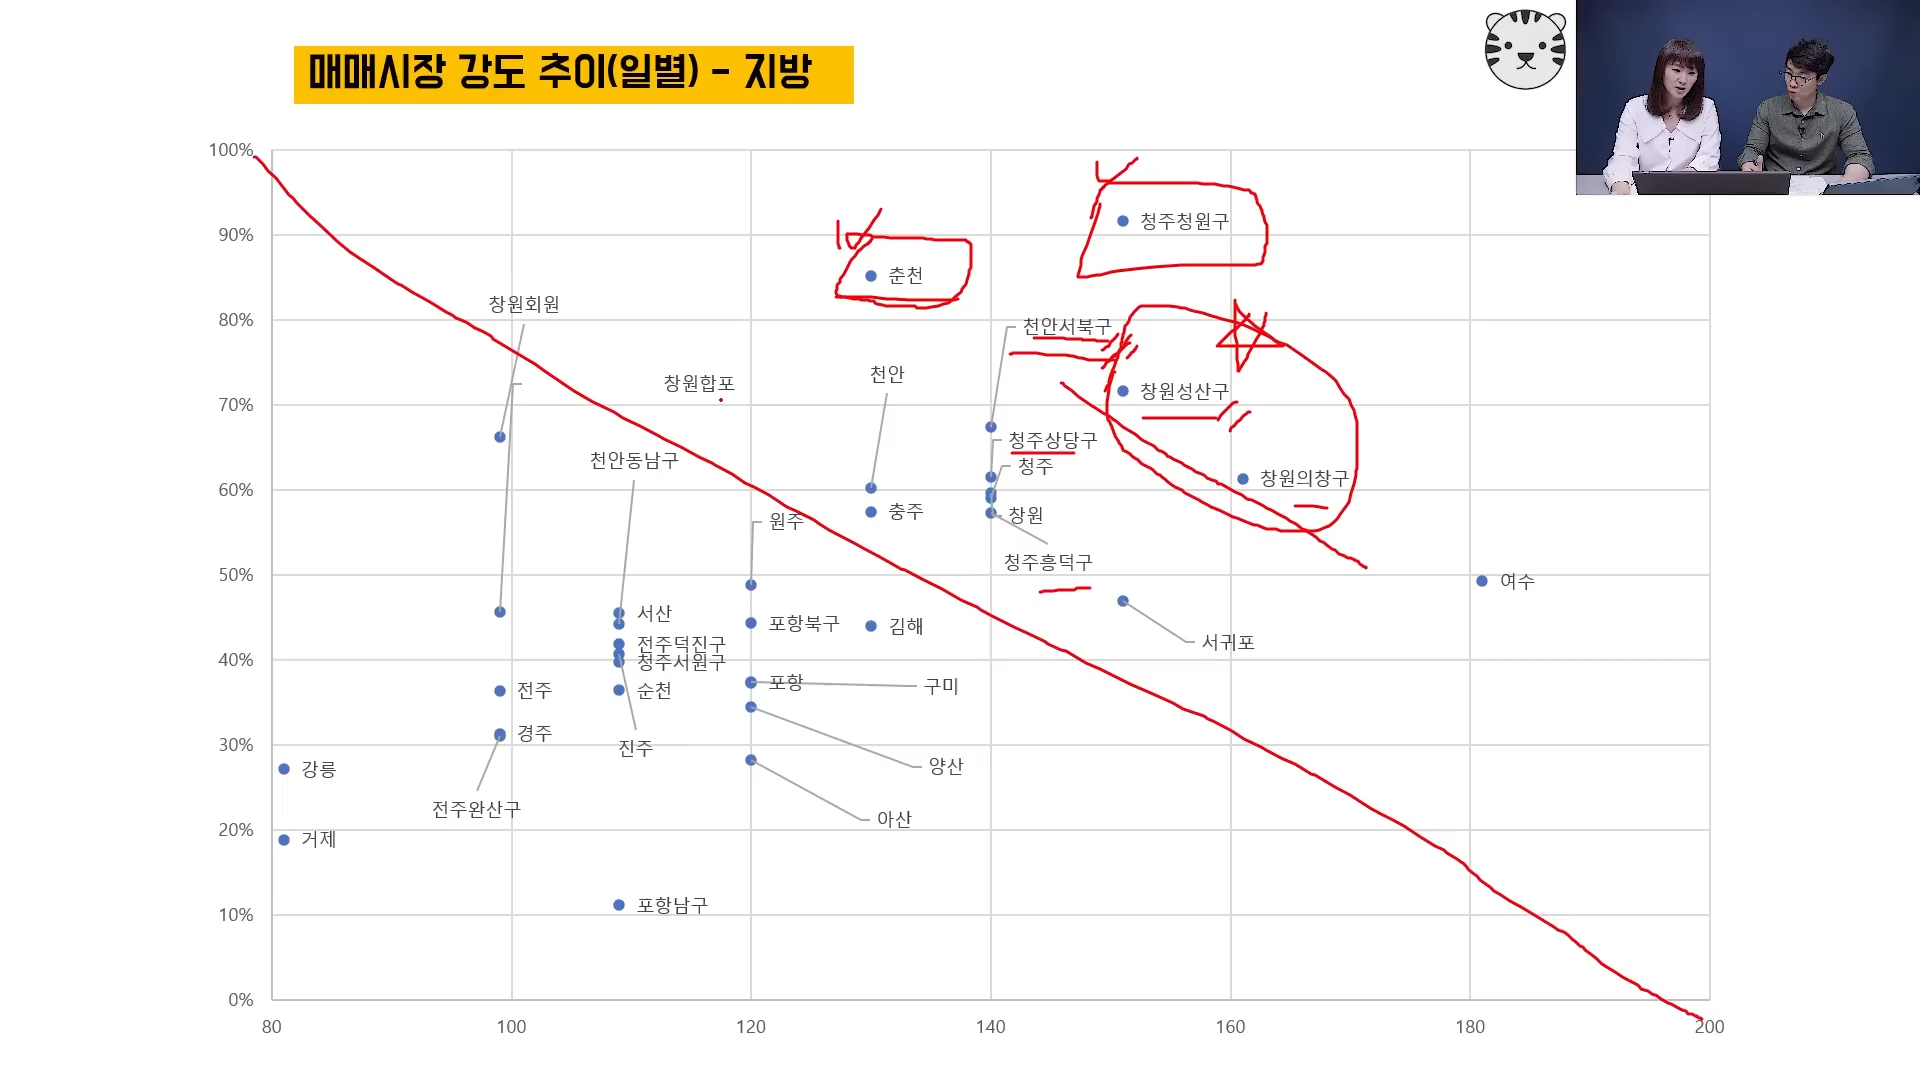 매매시장 강도 추이(일별) - 지방
100%
90%
80%
70%
60%
50%
40%
30%
20%
10%
0%
80
100
120
140
160
180
200
청주청원구
춘천
창원회원
천안서북구
창원합포
천안
창원성산구
청주상당구
천안동남구
청주
창원의창구
충주
창원
원주
청주흥덕구
여수
서산
포항북구
김해
전주덕진구
서귀포
청주서원구
포항
구미
전주
순천
경주
진주
양산
강릉
전주완산구
아산
거제
포항남구